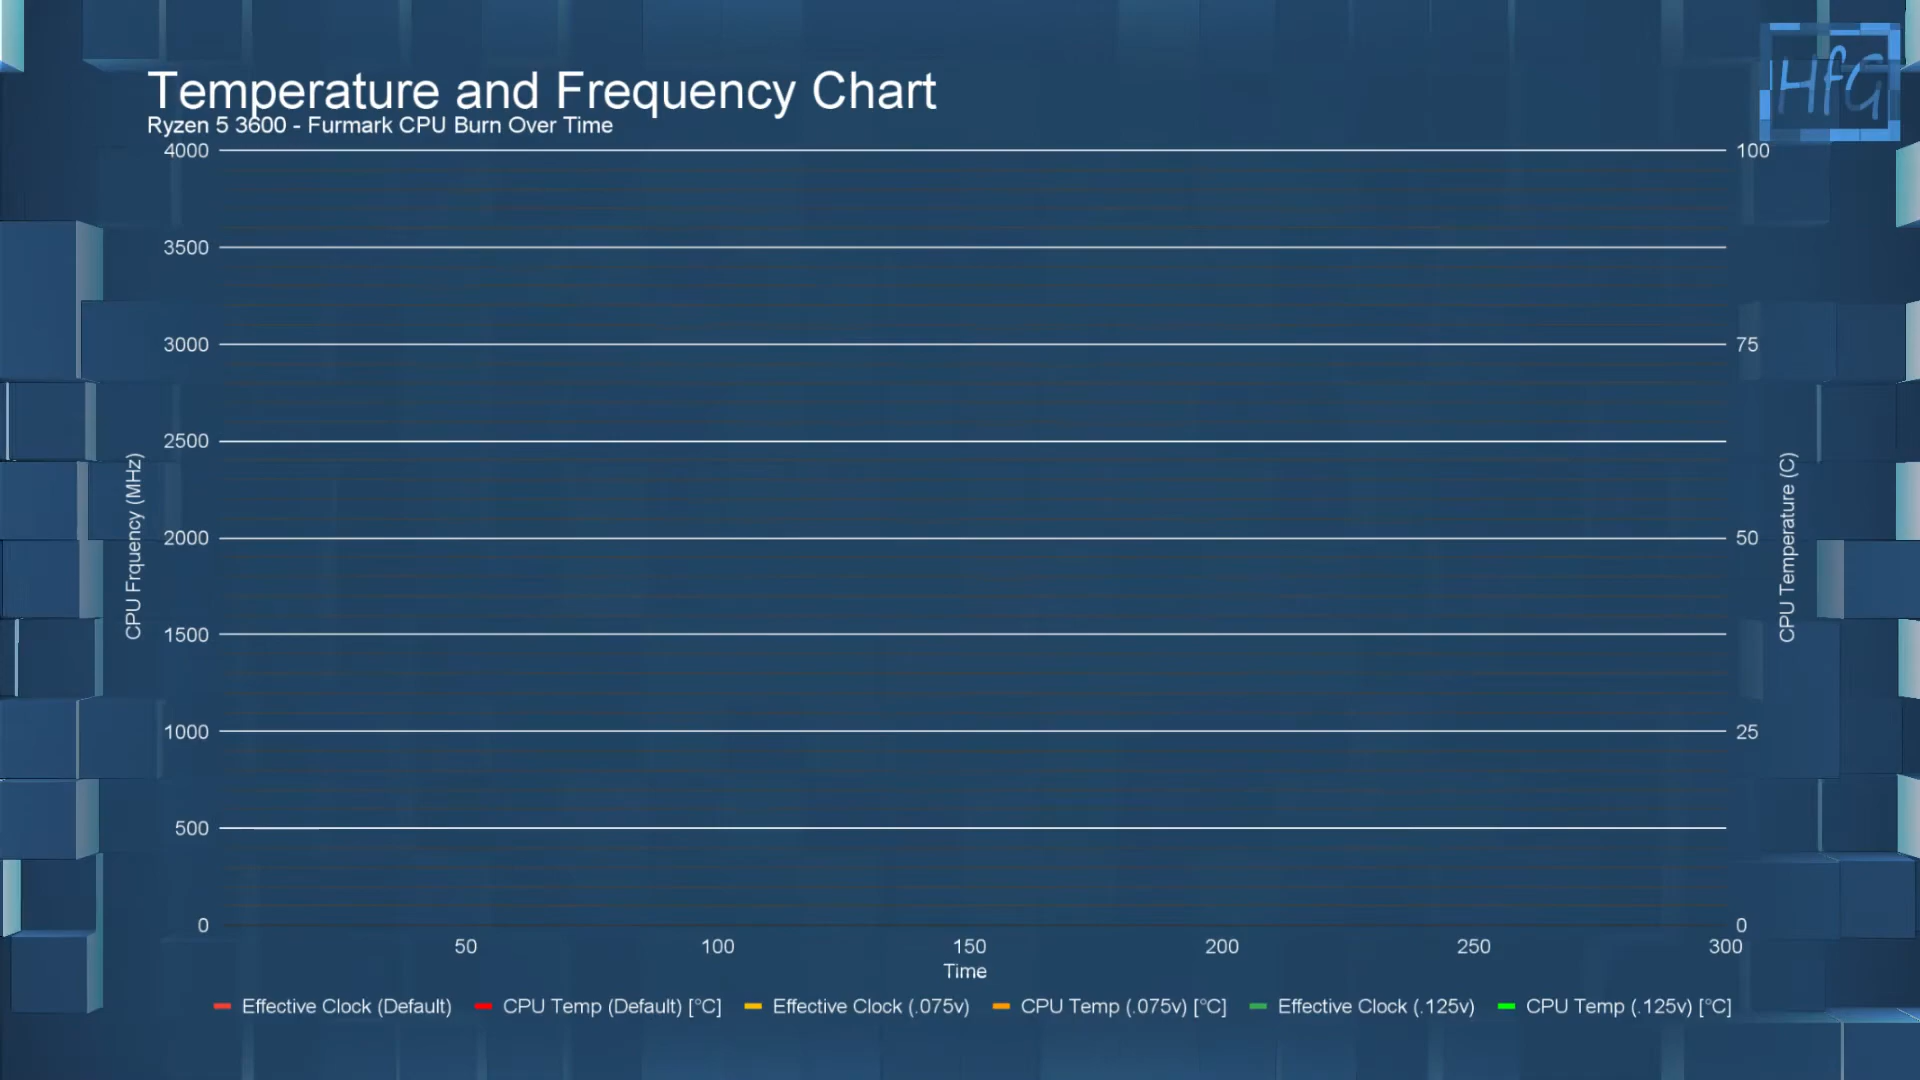 HfG
Temperature and Frequency Chart
Ryzen 5 3600 - Furmark CPU Burn Over Time
4000
3500
3000
2500
2000
1500
1000
500
0
CPU Frquency (MHz)
100
75
50
25
0
CPU Temperature (C)
50 100 150 200 250 300
Time
Effective Clock (Default) CPU Temp (Default) [°C] Effective Clock (.075v) CPU Temp (.075v) [°C] Effective Clock (.125v) CPU Temp (.125v) [°C]